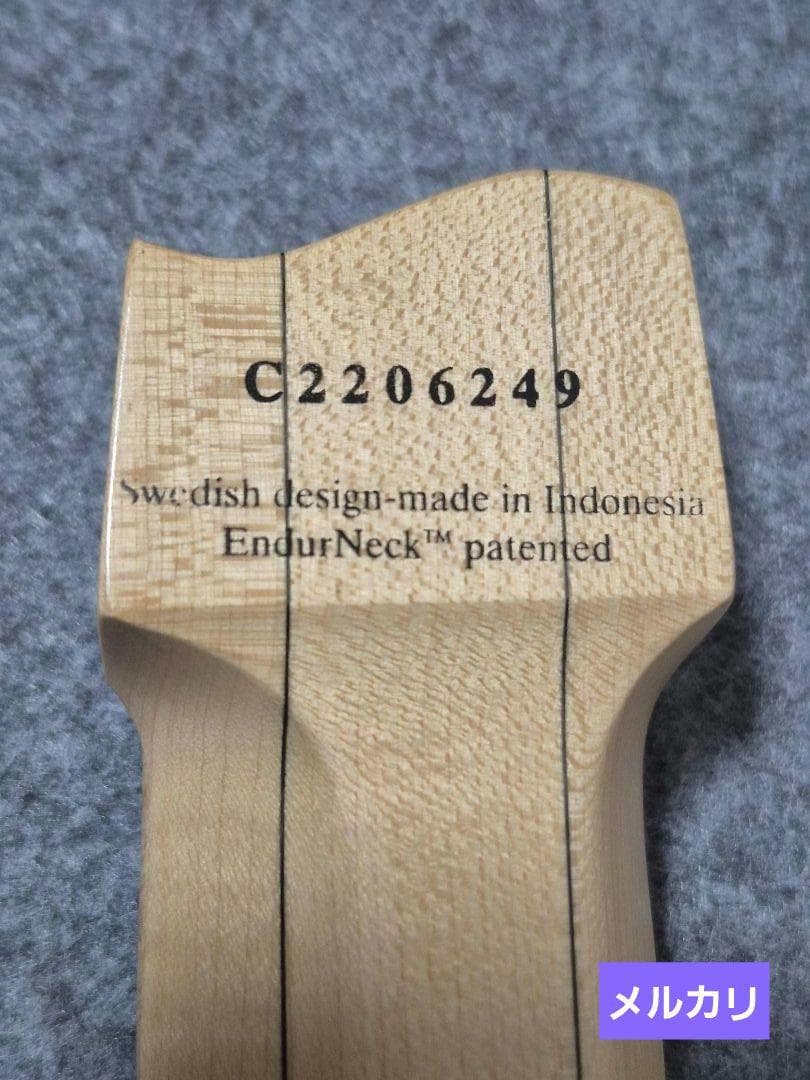 C2206249
Swedish design-made in Indonesia
EndurNeck™ patented
メルカリ